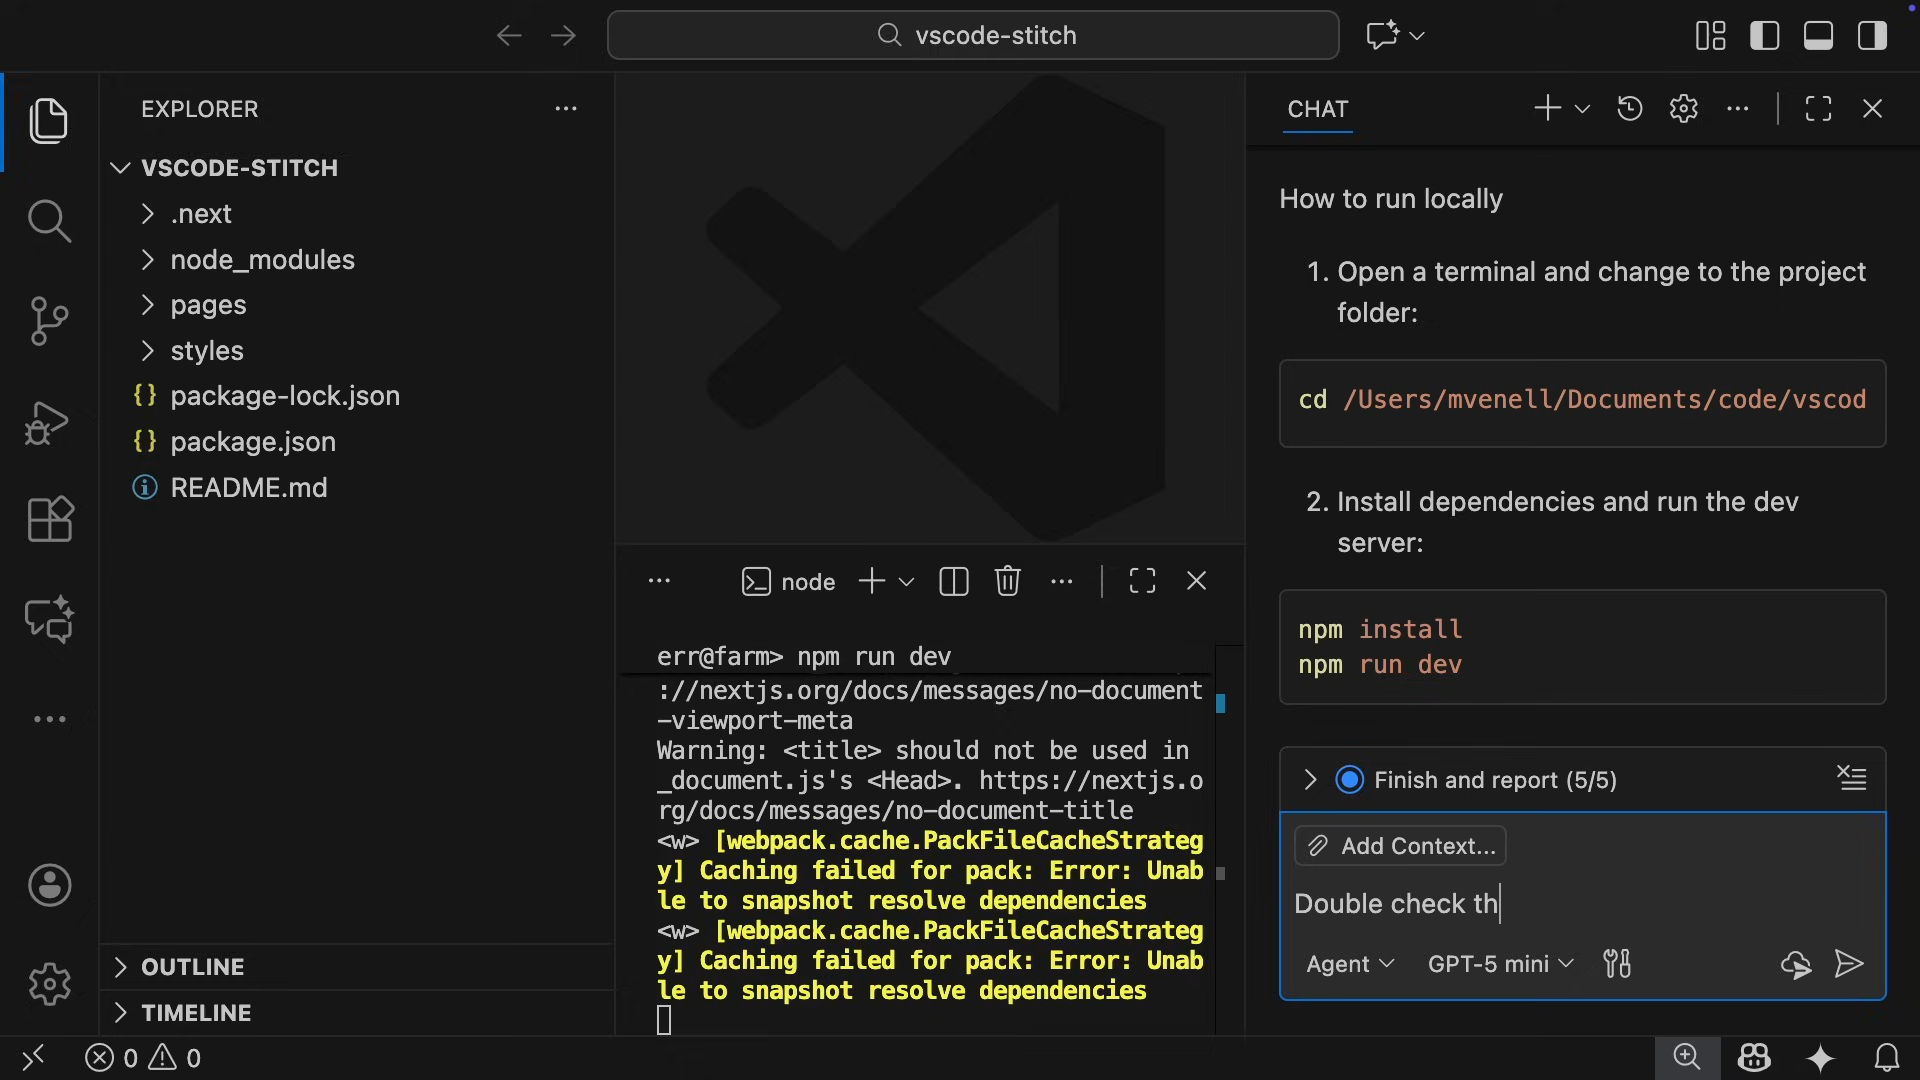 vscode-stitch
EXPLORER
VSCODE-STITCH
.next
node_modules
pages
styles
{} package-lock.json
{} package.json
README.md
OUTLINE
TIMELINE
node
err@farm> npm run dev
://nextjs.org/docs/messages/no-document
-viewport-meta
Warning: <title> should not be used in
_document.js's <Head>. https://nextjs.o
rg/docs/messages/no-document-title
<w> [webpack.cache.PackFileCacheStrateg
y] Caching failed for pack: Error: Unab
le to snapshot resolve dependencies
<w> [webpack.cache.PackFileCacheStrateg
y] Caching failed for pack: Error: Unab
le to snapshot resolve dependencies
CHAT
How to run locally
1. Open a terminal and change to the project
folder:
cd /Users/mvenell/Documents/code/vscod
2. Install dependencies and run the dev
server:
npm install
npm run dev
Finish and report (5/5)
Add Context...
Double check th
Agent GPT-5 mini
0 0